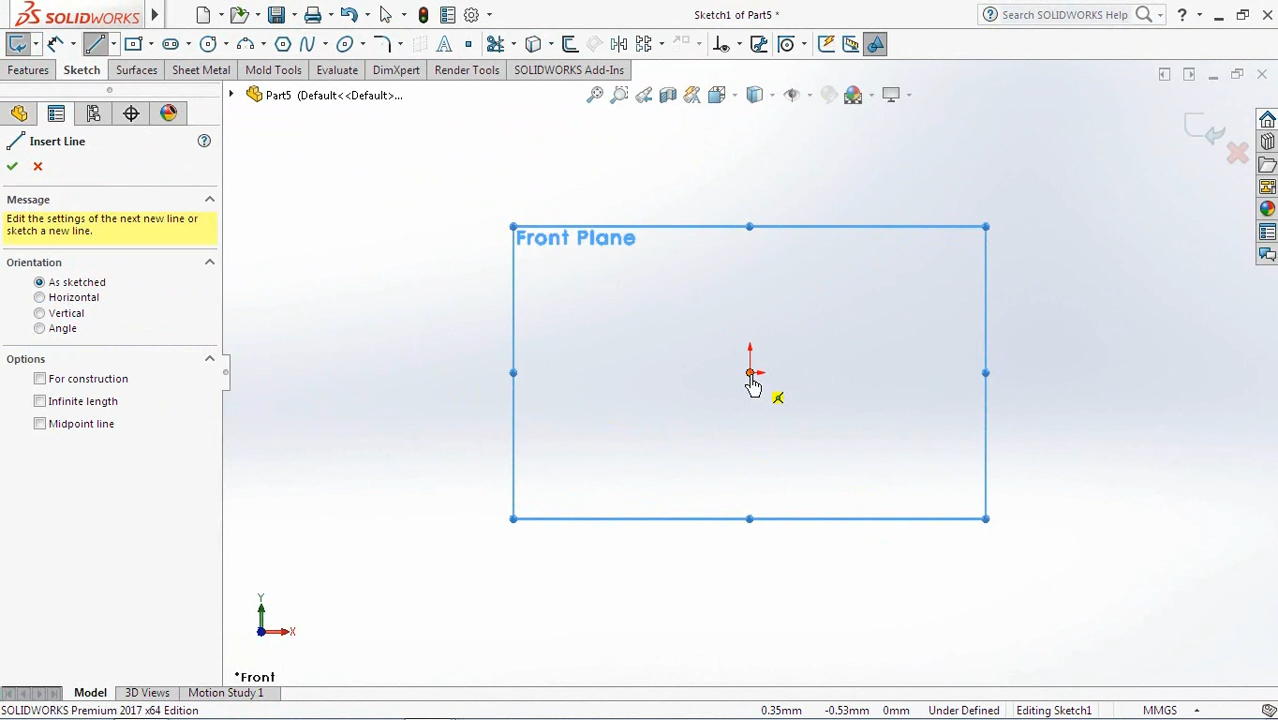 SOLIDWORKS
Sketch1 of Part5 *
Search SOLIDWORKS Help
Features
Sketch
Surfaces
Sheet Metal
Mold Tools
Evaluate
DimXpert
Render Tools
SOLIDWORKS Add-Ins
Part5 (Default<<Default>...
Insert Line
Message
Edit the settings of the next new line or
sketch a new line.
Orientation
As sketched
Horizontal
Vertical
Angle
Options
For construction
Infinite length
Midpoint line
Front Plane
Y
X
*Front
Model
3D Views
Motion Study 1
SOLIDWORKS Premium 2017 x64 Edition
0.35mm
-0.53mm
0mm
Under Defined
Editing Sketch1
MMGS